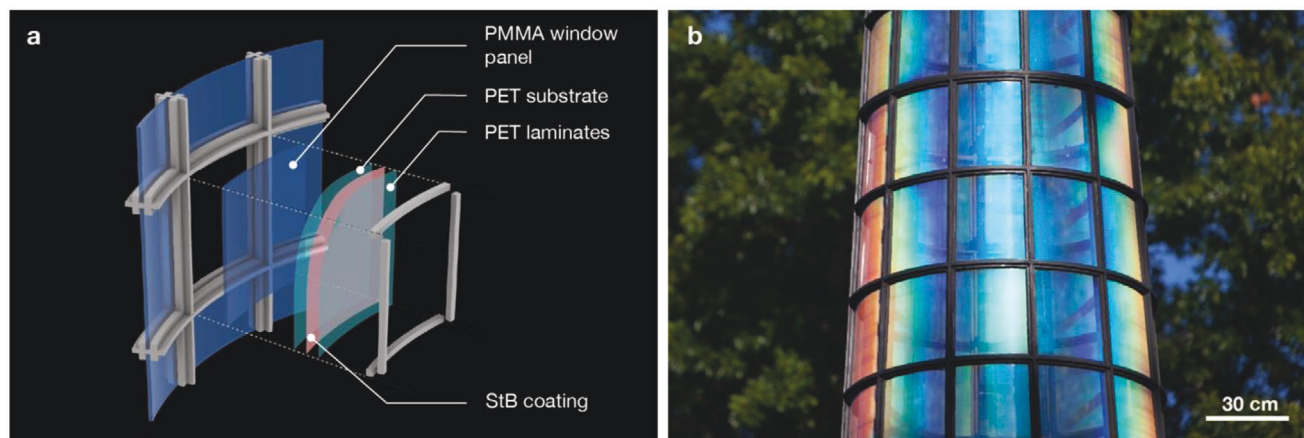 a
PMMA window
panel
PET substrate
PET laminates
StB coating
b
30 cm